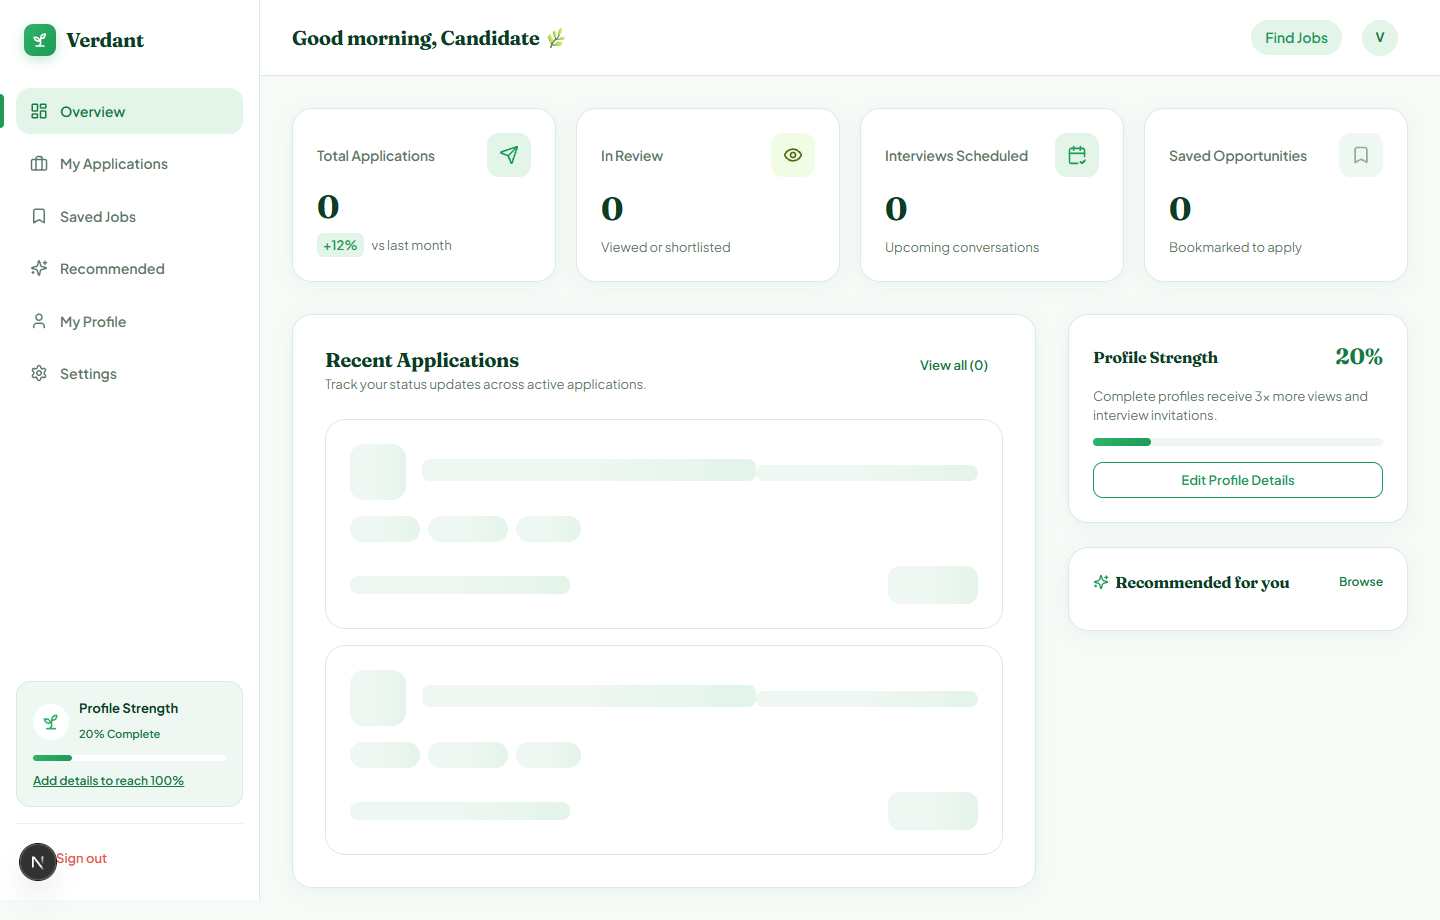 Verdant
Overview
My Applications
Saved Jobs
Recommended
My Profile
Settings
Profile Strength
20% Complete
Add details to reach 100%
N
Sign out
Good morning, Candidate 🌿
Find Jobs
V
Total Applications
0
+12% vs last month
In Review
0
Viewed or shortlisted
Interviews Scheduled
0
Upcoming conversations
Saved Opportunities
0
Bookmarked to apply
Recent Applications
View all (0)
Track your status updates across active applications.
Profile Strength
20%
Complete profiles receive 3× more views and
interview invitations.
Edit Profile Details
Recommended for you
Browse